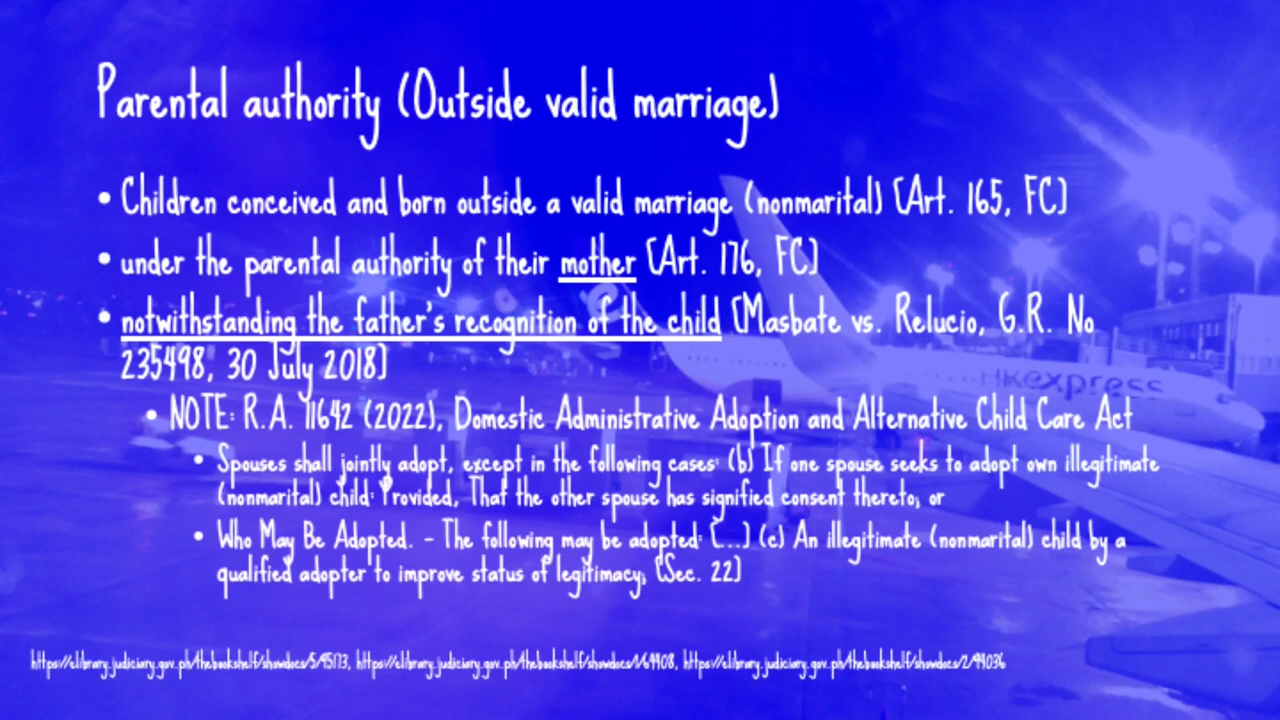 Parental authority (Outside valid marriage)
• Children conceived and born outside a valid marriage (nonmarital) [Art. 165, FC]
• under the parental authority of their mother [Art. 176, FC]
• notwithstanding the father's recognition of the child [Masbate vs. Relucio, G.R. No
235498, 30 July 2018]
• NOTE: R.A. 11642 (2022), Domestic Administrative Adoption and Alternative Child Care Act
• Spouses shall jointly adopt, except in the following cases: (b) If one spouse seeks to adopt own illegitimate
(nonmarital) child: Provided, That the other spouse has signified consent thereto; or
• Who May Be Adopted. – The following may be adopted: [...] (c) An illegitimate (nonmarital) child by a
qualified adopter to improve status of legitimacy; [Sec. 22]
HKexpress
https://elibrary.judiciary.gov.ph/thebookshelf/showdocs/5/95173, https://elibrary.judiciary.gov.ph/thebookshelf/showdocs/1/64408, https://elibrary.judiciary.gov.ph/thebookshelf/showdocs/2/94036